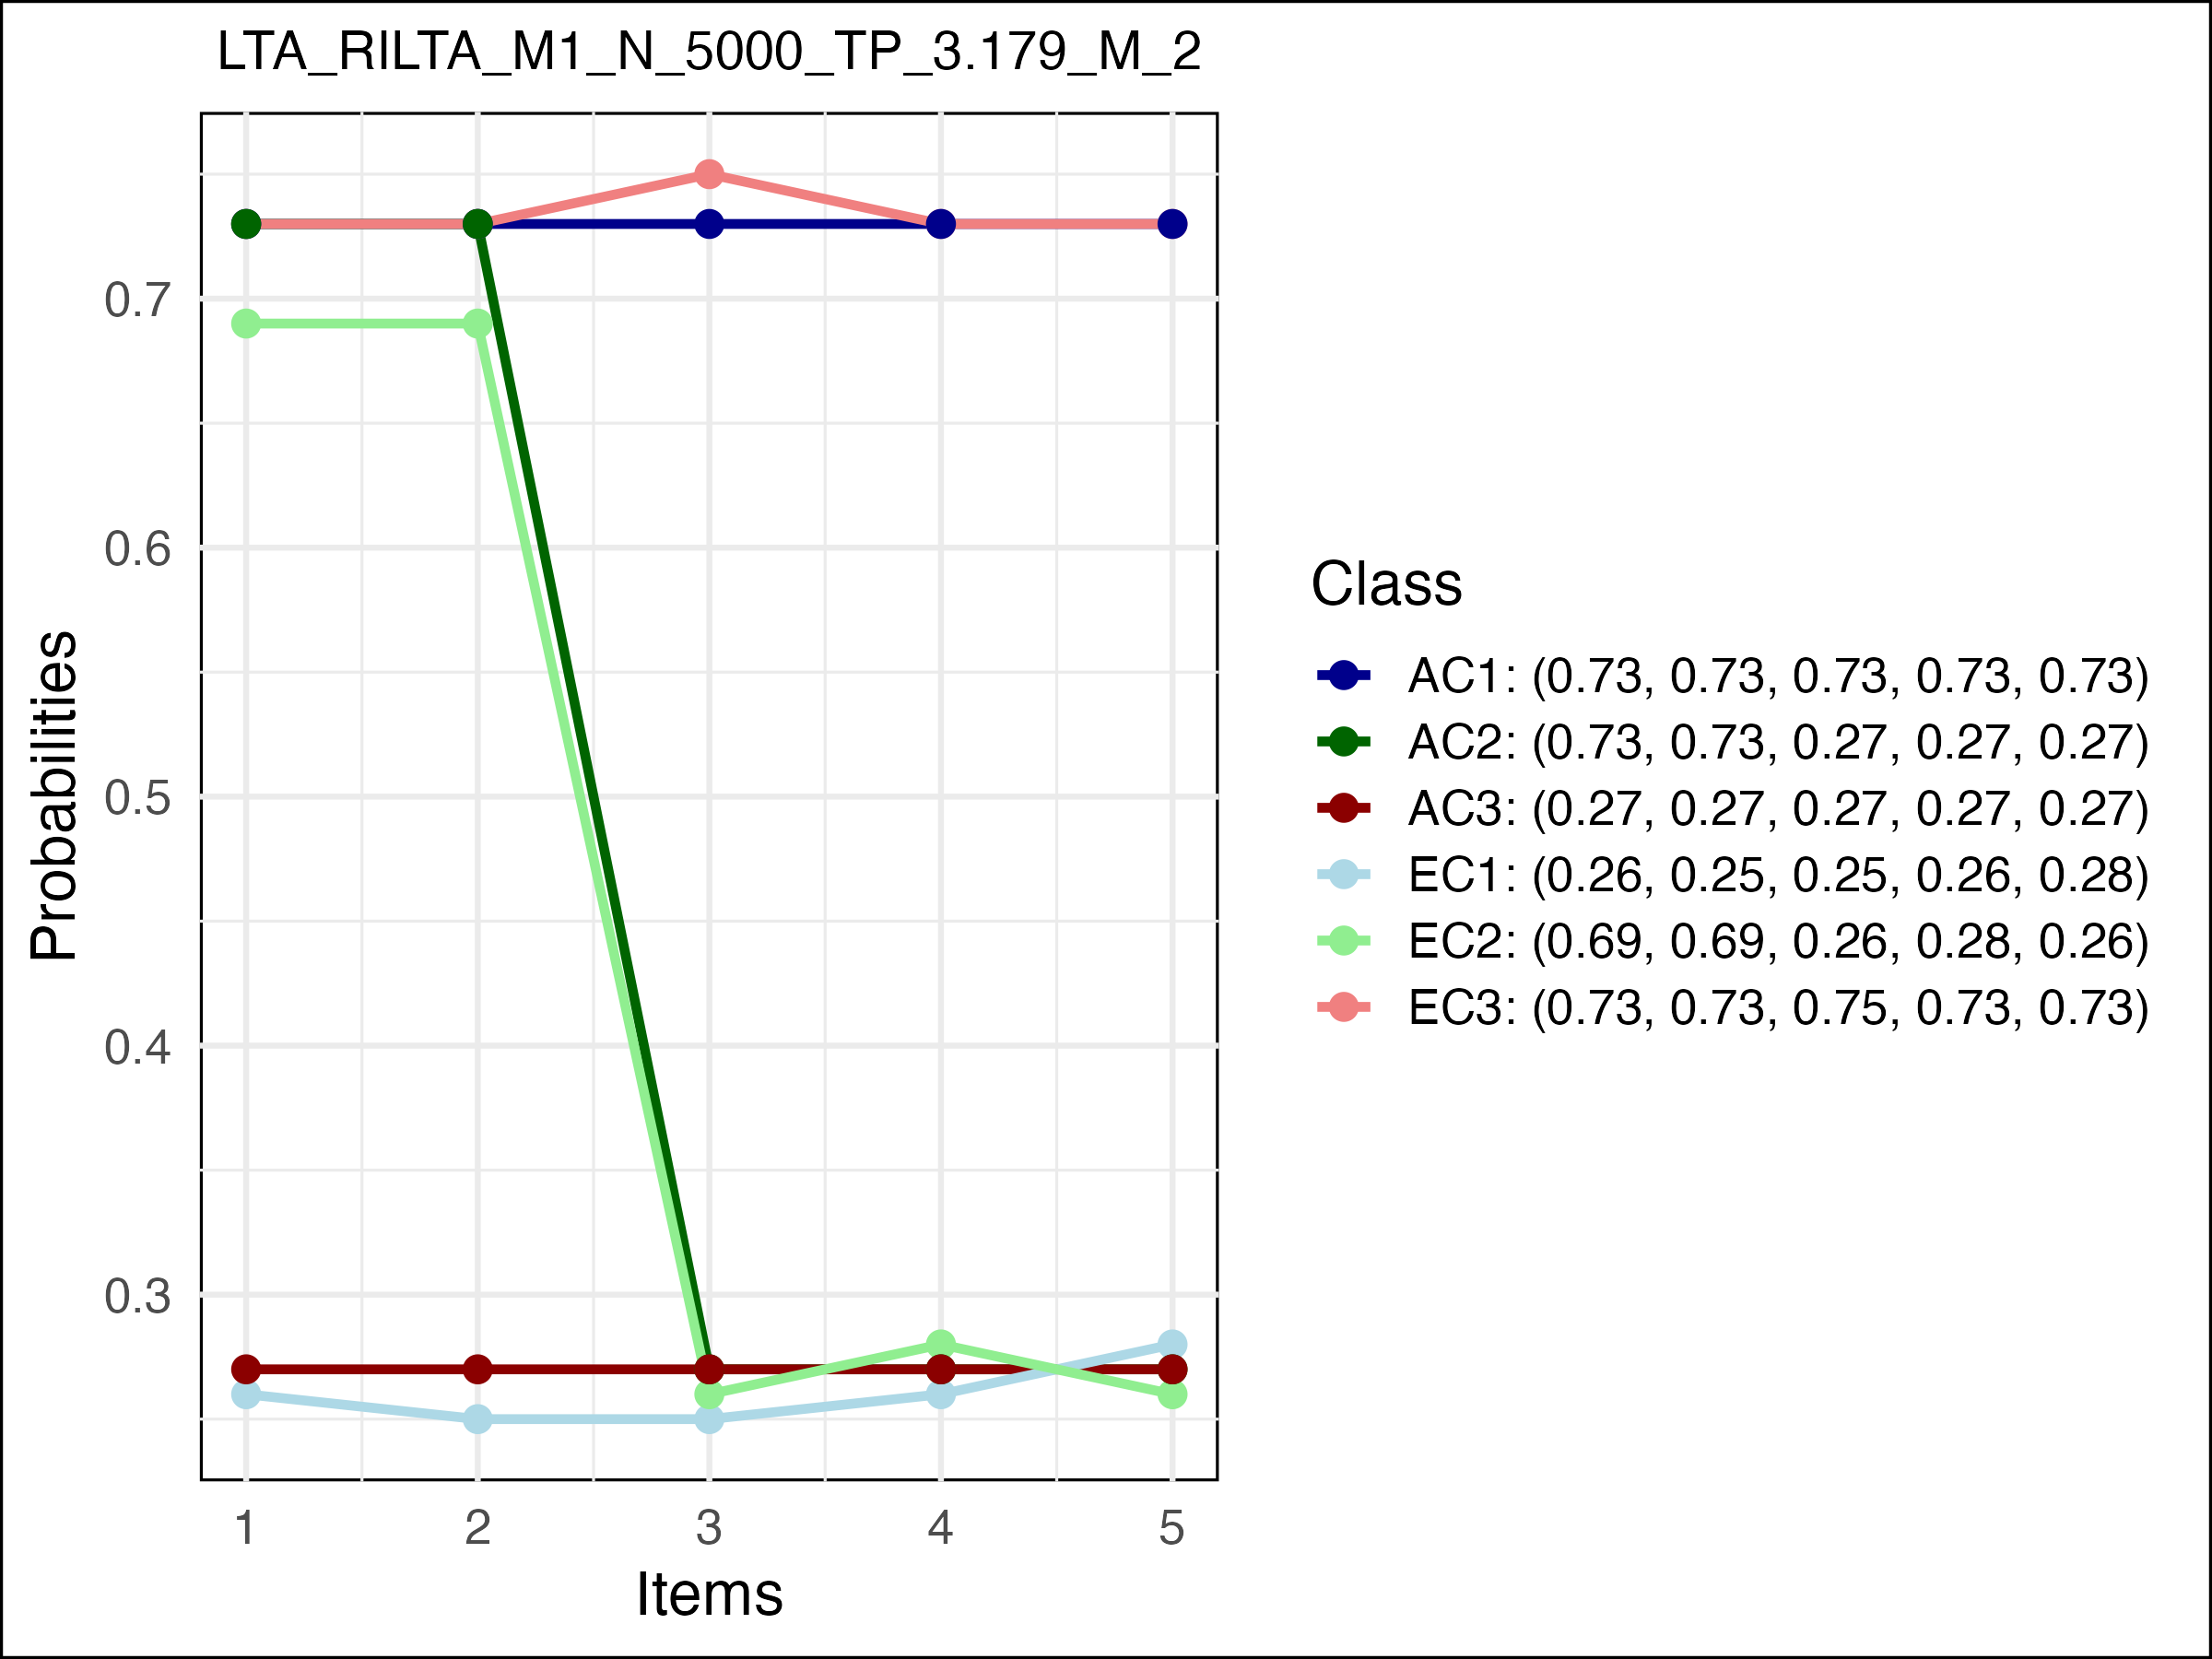 LTA_RILTA_M1_N_5000_TP_3.179_M_2
Probabilities
0.7
0.6
0.5
0.4
0.3
1 2 3 4 5
Items
Class
AC1: (0.73, 0.73, 0.73, 0.73, 0.73)
AC2: (0.73, 0.73, 0.27, 0.27, 0.27)
AC3: (0.27, 0.27, 0.27, 0.27, 0.27)
EC1: (0.26, 0.25, 0.25, 0.26, 0.28)
EC2: (0.69, 0.69, 0.26, 0.28, 0.26)
EC3: (0.73, 0.73, 0.75, 0.73, 0.73)